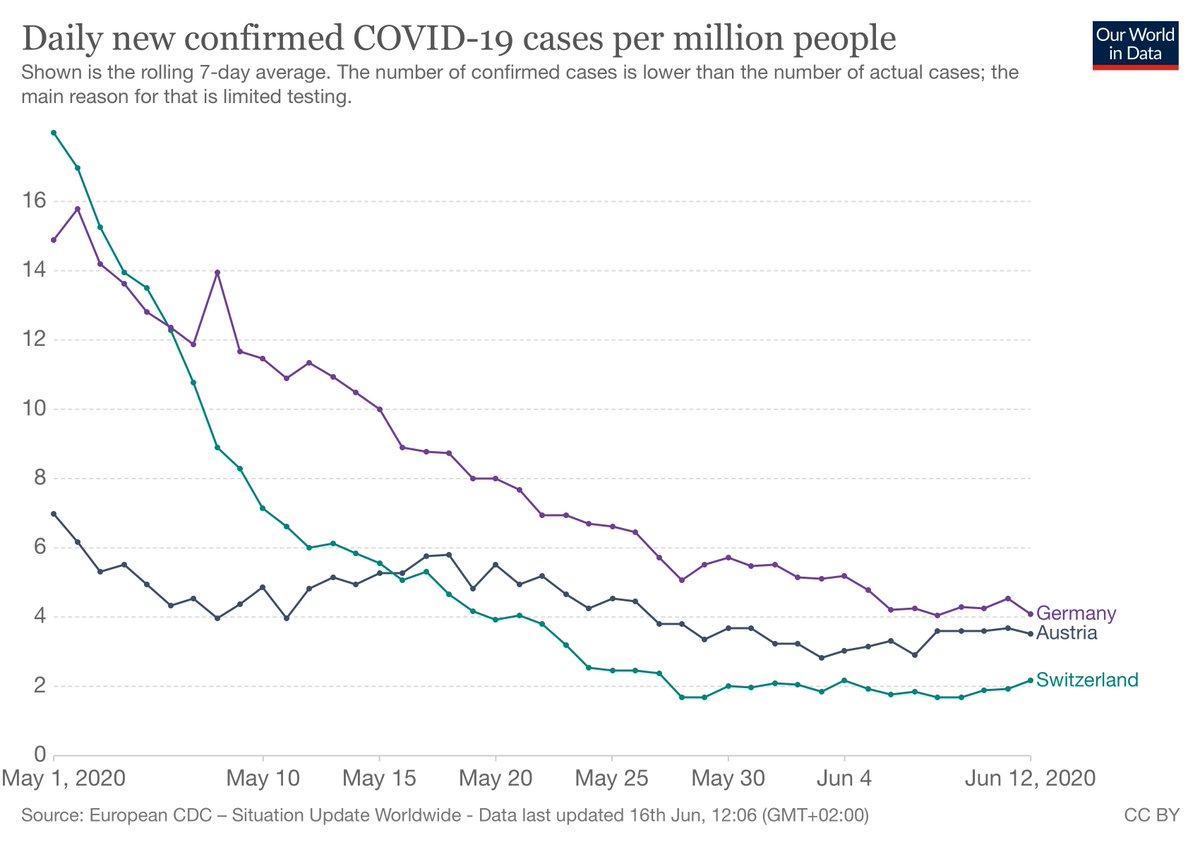 Daily new confirmed COVID-19 cases per million people
Our World
in Data
Shown is the rolling 7-day average. The number of confirmed cases is lower than the number of actual cases; the
main reason for that is limited testing.
16
14
12
10
8
6
4
2
0
Germany
Austria
Switzerland
May 1, 2020
May 10
May 15
May 20
May 25
May 30
Jun 4
Jun 12, 2020
Source: European CDC – Situation Update Worldwide - Data last updated 16th Jun, 12:06 (GMT+02:00)
CC BY